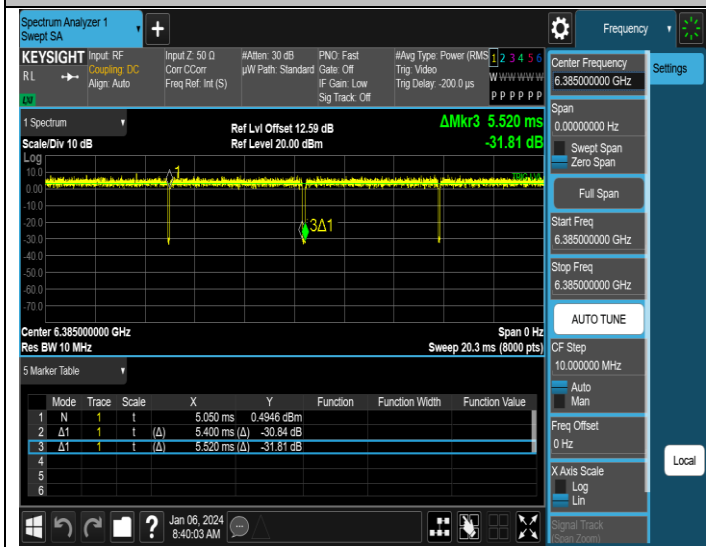 Spectrum Analyzer 1
Swept SA
Frequency
KEYSIGHT
RL
LXI
Input: RF
Coupling: DC
Align: Auto
Input Z: 50 Ω
Corr CCorr
Freq Ref: Int (S)
#Atten: 30 dB
µW Path: Standard
PNO: Fast
Gate: Off
IF Gain: Low
Sig Track: Off
#Avg Type: Power (RMS
Trig: Video
Trig Delay: -200.0 µs
1 2 3 4 5 6
W W W W W W
P P P P P P
1 Spectrum
Scale/Div 10 dB
Log
Ref Lvl Offset 12.59 dB
Ref Level 20.00 dBm
ΔMkr3 5.520 ms
-31.81 dB
10.0
0.00
-10.0
-20.0
-30.0
-40.0
-50.0
-60.0
-70.0
1
3Δ1
TRIG LVL
Center 6.385000000 GHz
Res BW 10 MHz
Span 0 Hz
Sweep 20.3 ms (8000 pts)
5 Marker Table
Mode Trace Scale X Y Function Function Width Function Value
1 N 1 t 5.050 ms 0.4946 dBm
2 Δ1 1 t (Δ) 5.400 ms (Δ) -30.84 dB
3 Δ1 1 t (Δ) 5.520 ms (Δ) -31.81 dB
4
5
6
?
Jan 06, 2024
8:40:03 AM
Center Frequency
6.385000000 GHz
Span
0.00000000 Hz
Swept Span
Zero Span
Full Span
Start Freq
6.385000000 GHz
Stop Freq
6.385000000 GHz
AUTO TUNE
CF Step
10.000000 MHz
Auto
Man
Freq Offset
0 Hz
X Axis Scale
Log
Lin
Signal Track
(Span Zoom)
Settings
Local